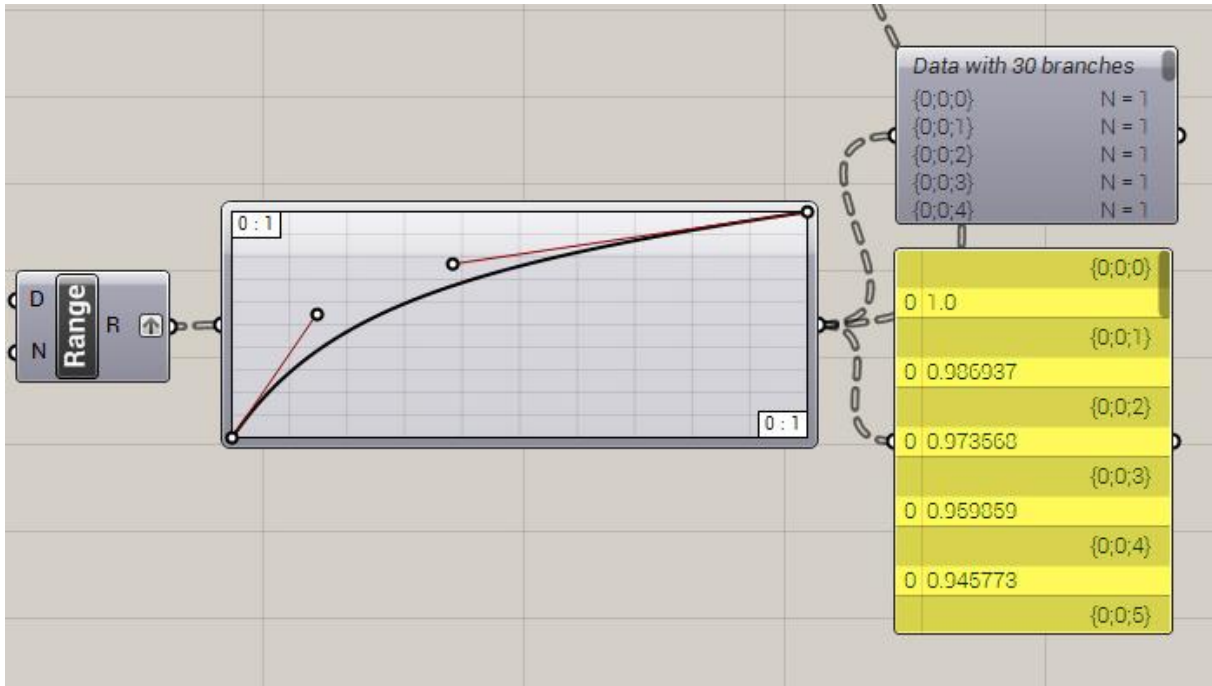 Data with 30 branches
{0;0;0} N = 1
{0;0;1} N = 1
{0;0;2} N = 1
{0;0;3} N = 1
{0;0;4} N = 1
D
N
Range
R
0 : 1
0 : 1
{0;0;0}
0 1.0
{0;0;1}
0 0.986937
{0;0;2}
0 0.973568
{0;0;3}
0 0.959859
{0;0;4}
0 0.945773
{0;0;5}